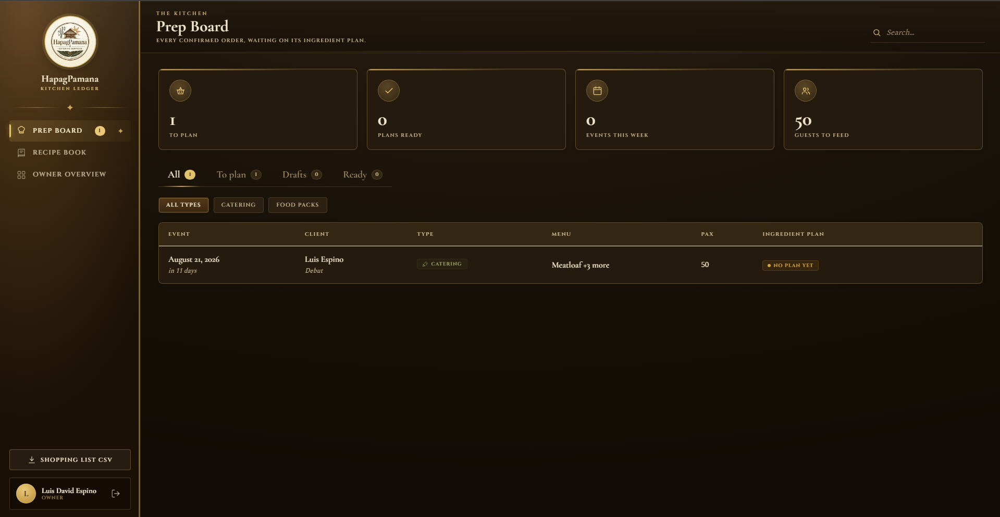 HapagPamana
CATERING SERVICES
HapagPamana
KITCHEN LEDGER
PREP BOARD 1
RECIPE BOOK
OWNER OVERVIEW
SHOPPING LIST CSV
L
Luis David Espino
OWNER
THE KITCHEN
Prep Board
EVERY CONFIRMED ORDER, WAITING ON ITS INGREDIENT PLAN.
Search...
1
TO PLAN
0
PLANS READY
0
EVENTS THIS WEEK
50
GUESTS TO FEED
All 1 To plan 1 Drafts 0 Ready 0
ALL TYPES CATERING FOOD PACKS
EVENT CLIENT TYPE MENU PAX INGREDIENT PLAN
August 21, 2026 Luis Espino CATERING Meatloaf +3 more 50 NO PLAN YET
in 11 days Debut